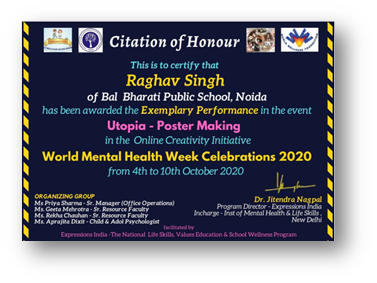 Citation of Honour
This is to certify that
Raghav Singh
of Bal Bharati Public School, Noida
has been awarded the Exemplary Performance in the event
Utopia - Poster Making
in the Online Creativity Initiative
World Mental Health Week Celebrations 2020
from 4th to 10th October 2020
ORGANIZING GROUP
Ms Priya Sharma - Sr. Manager (Office Operations)
Ms. Geeta Mehrotra - Sr. Resource Faculty
Ms. Rekha Chauhan - Sr. Resource Faculty
Ms. Aprajita Dixit - Child & Adol Psychologist
Dr. Jitendra Nagpal
Program Director - Expressions India
Incharge - Inst of Mental Health & Life Skills ,
New Delhi
facilitated by
Expressions India -The National Life Skills, Values Education & School Wellness Program